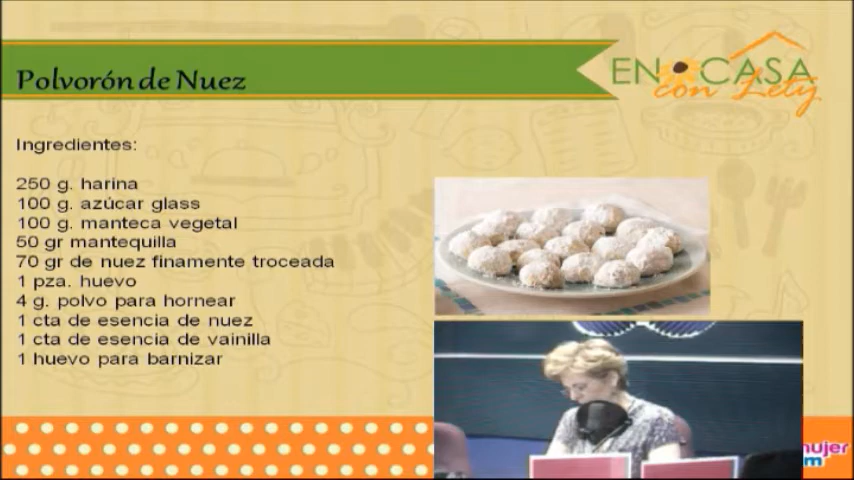 Polvorón de Nuez
EN CASA
con Lety
Ingredientes:
250 g. harina
100 g. azúcar glass
100 g. manteca vegetal
50 gr mantequilla
70 gr de nuez finamente troceada
1 pza. huevo
4 g. polvo para hornear
1 cta de esencia de nuez
1 cta de esencia de vainilla
1 huevo para barnizar